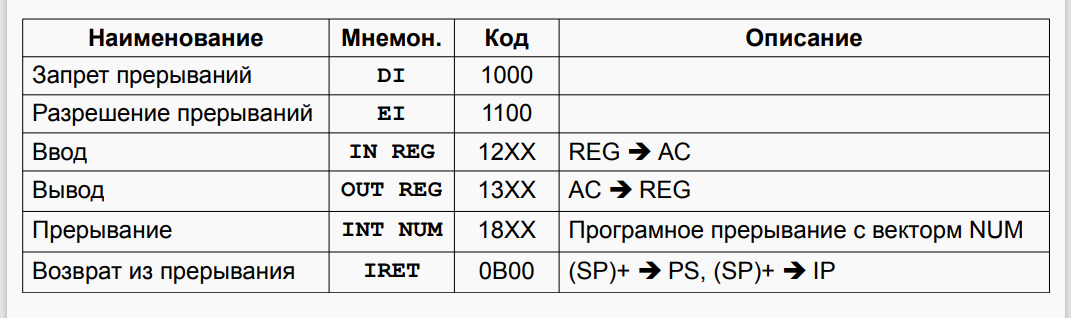 Наименование Мнемон. Код Описание
Запрет прерываний DI 1000
Разрешение прерываний EI 1100
Ввод IN REG 12XX REG ➔ AC
Вывод OUT REG 13XX AC ➔ REG
Прерывание INT NUM 18XX Програмное прерывание с вектрм NUM
Возврат из прерывания IRET 0B00 (SP)+ ➔ PS, (SP)+ ➔ IP